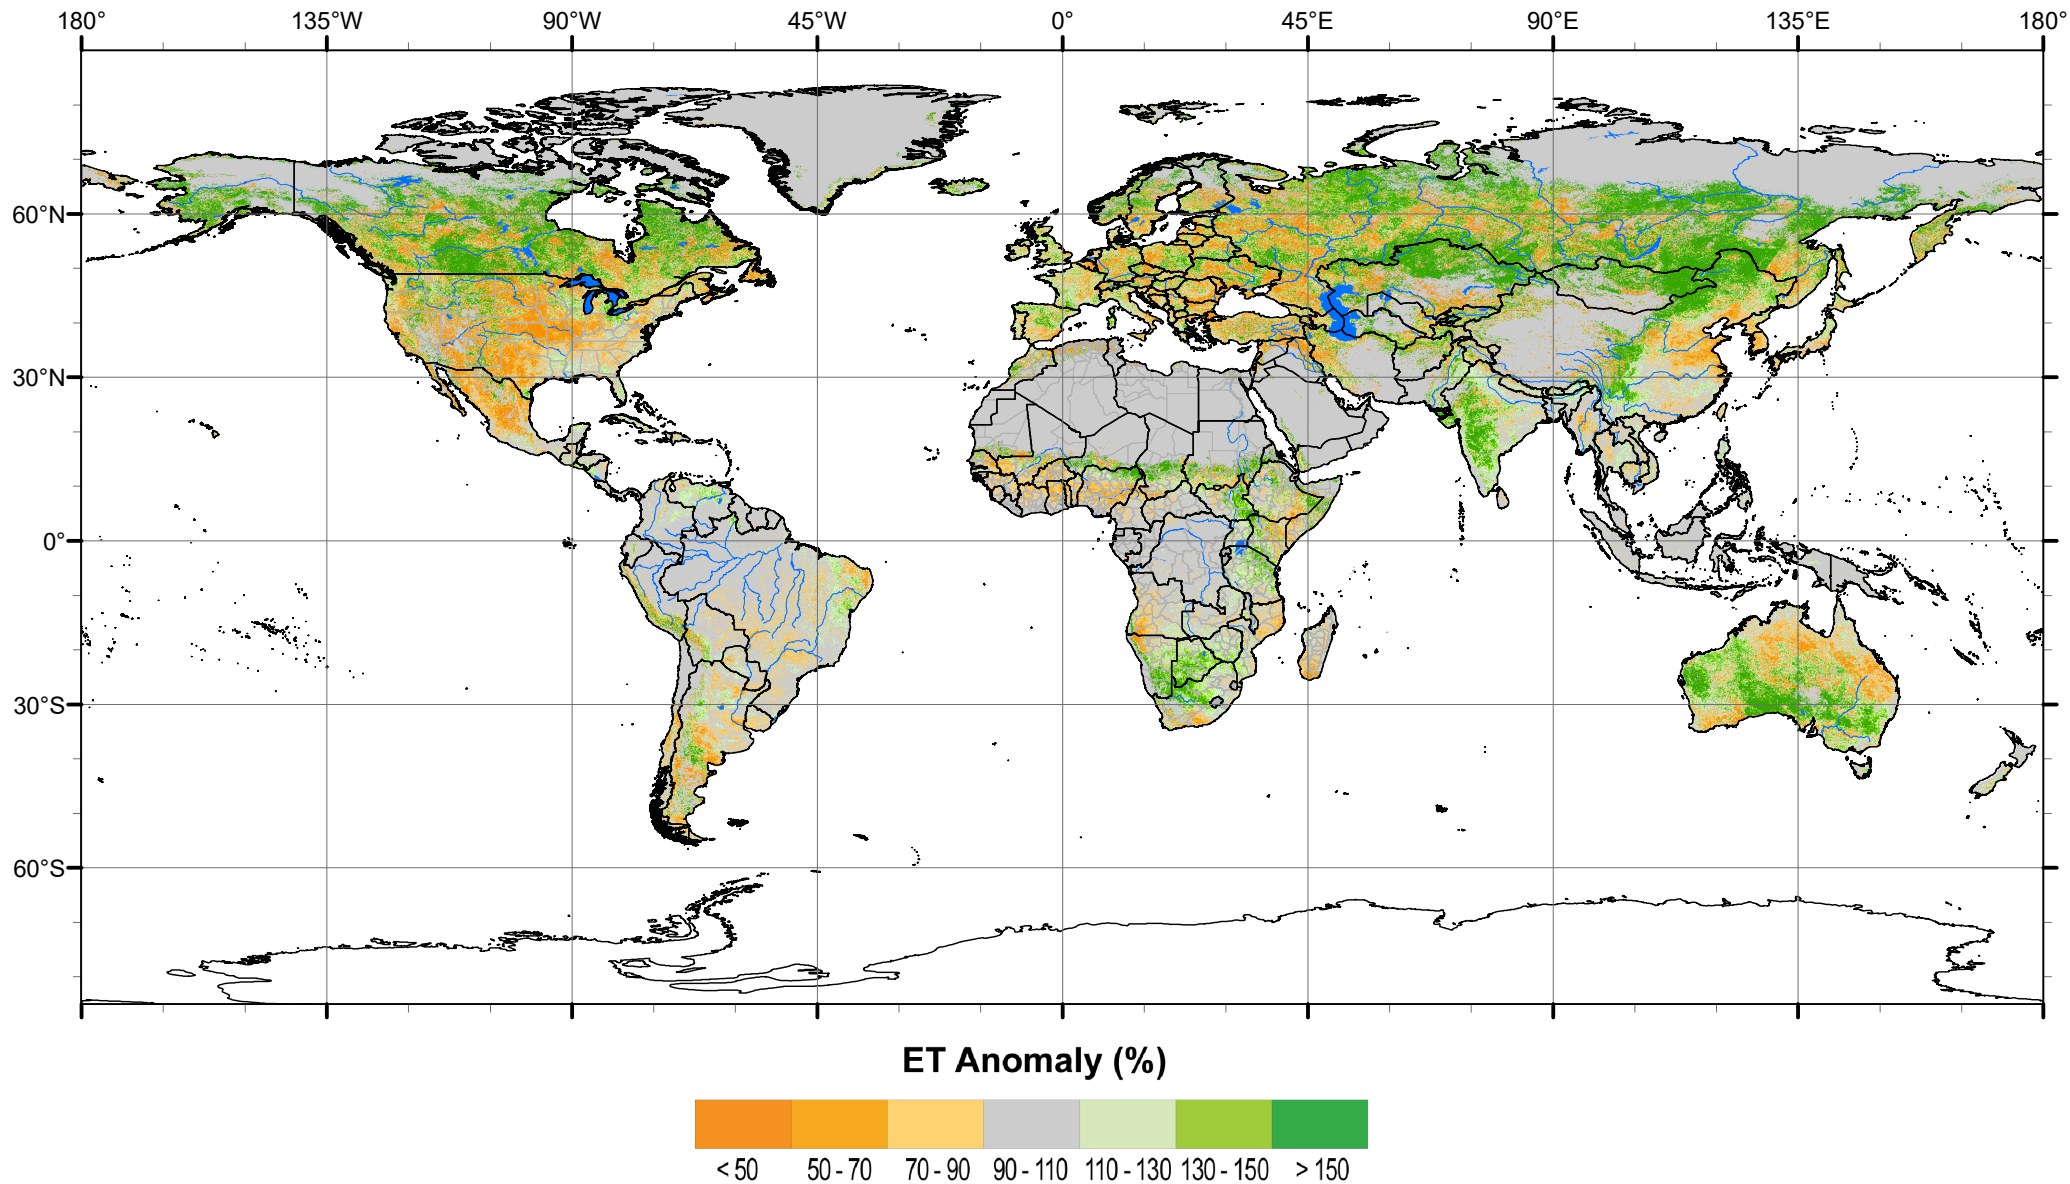 180° 135°W 90°W 45°W 0° 45°E 90°E 135°E 180°
60°N
30°N
0°
30°S
60°S
ET Anomaly (%)
< 50 50 - 70 70 - 90 90 - 110 110 - 130 130 - 150 > 150